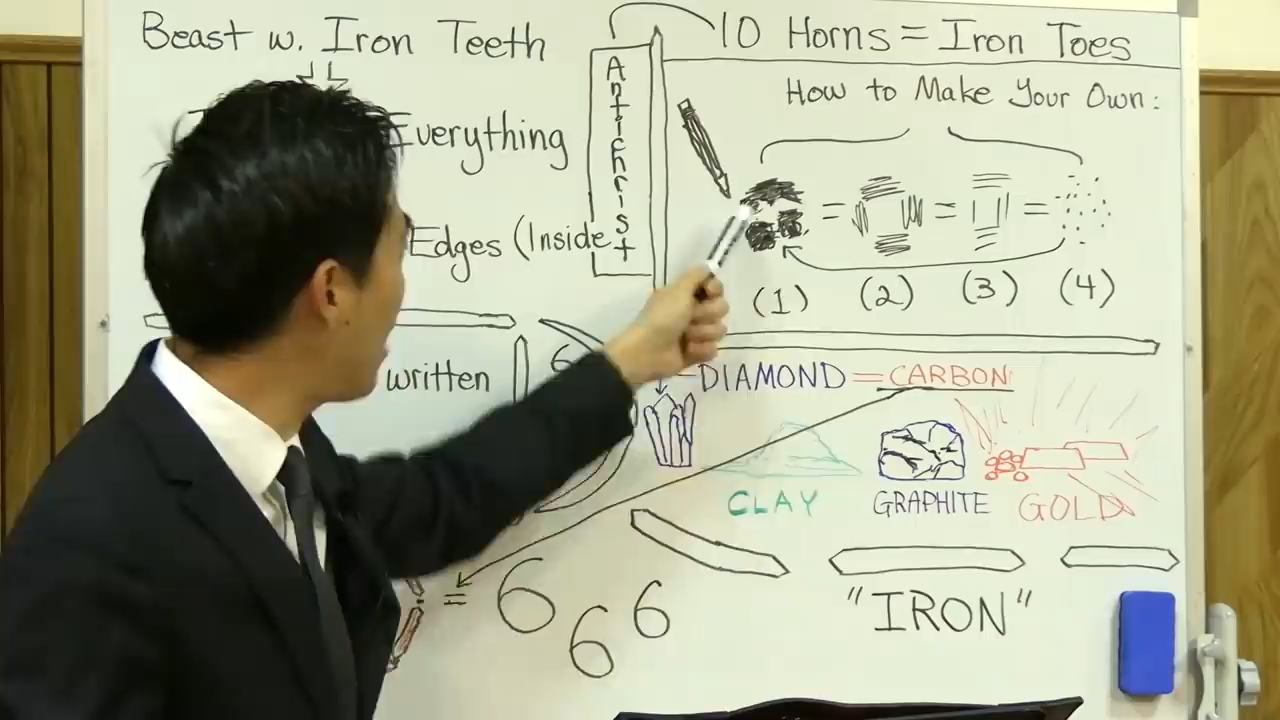 Beast w. Iron Teeth
Everything
Edges (Inside
Antichrist
10 Horns = Iron Toes
How to Make Your Own:
= = =
(1) (2) (3) (4)
written
6
DIAMOND = CARBON
CLAY
GRAPHITE
GOLD
= 6 6 6
"IRON"